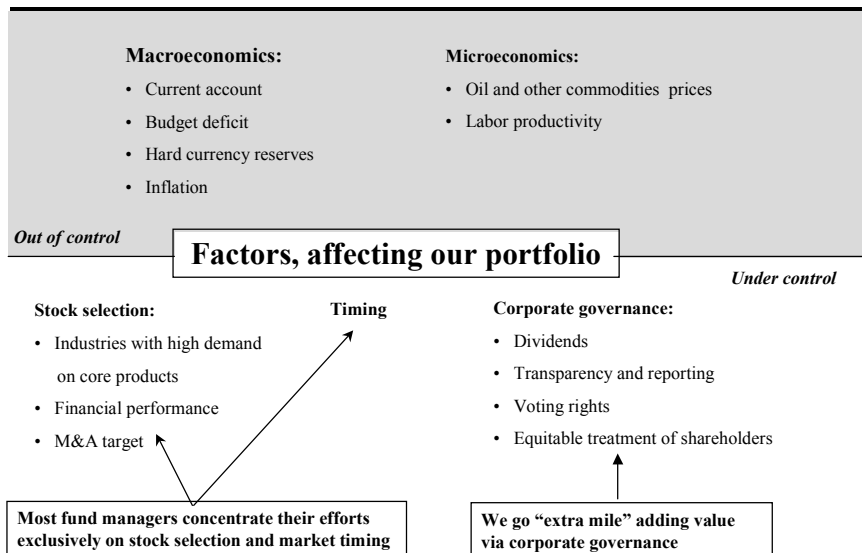 Macroeconomics:
• Current account
• Budget deficit
• Hard currency reserves
• Inflation
Microeconomics:
• Oil and other commodities prices
• Labor productivity
Out of control
Factors, affecting our portfolio
Under control
Stock selection:
• Industries with high demand
on core products
• Financial performance
• M&A target
Timing
Corporate governance:
• Dividends
• Transparency and reporting
• Voting rights
• Equitable treatment of shareholders
Most fund managers concentrate their efforts
exclusively on stock selection and market timing
We go “extra mile” adding value
via corporate governance